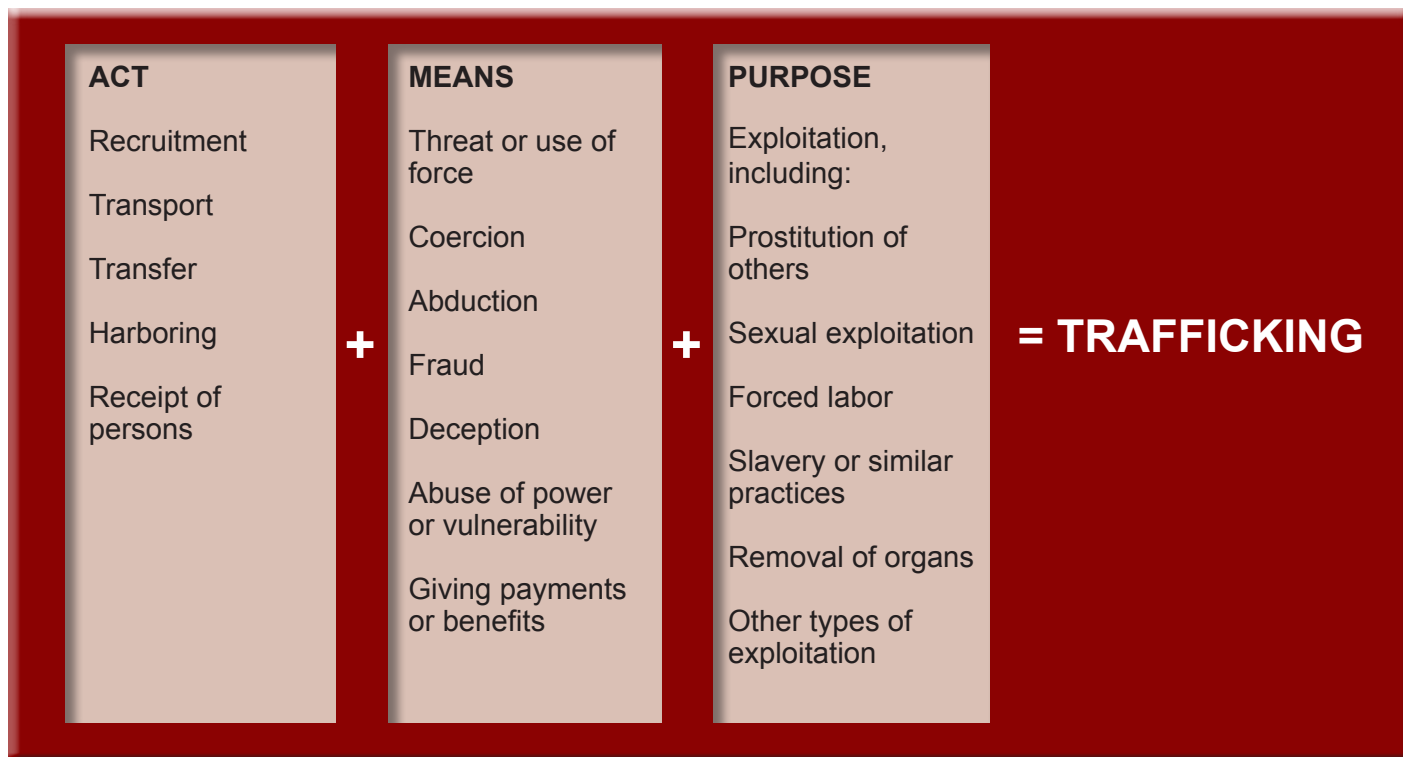 ACT
Recruitment
Transport
Transfer
Harboring
Receipt of
persons
+
MEANS
Threat or use of
force
Coercion
Abduction
Fraud
Deception
Abuse of power
or vulnerability
Giving payments
or benefits
+
PURPOSE
Exploitation,
including:
Prostitution of
others
Sexual exploitation
Forced labor
Slavery or similar
practices
Removal of organs
Other types of
exploitation
= TRAFFICKING